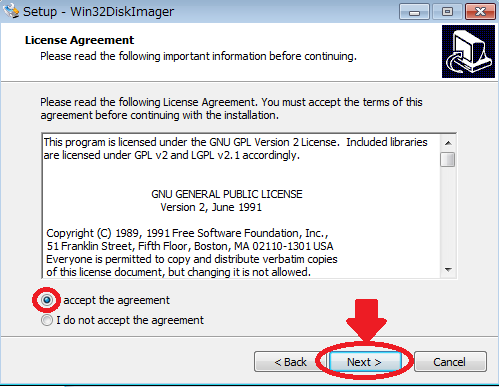 Setup - Win32DiskImager
License Agreement
Please read the following important information before continuing.
Please read the following License Agreement. You must accept the terms of this
agreement before continuing with the installation.
This program is licensed under the GNU GPL Version 2 License.  Included libraries
are licensed under GPL v2 and LGPL v2.1 accordingly.
GNU GENERAL PUBLIC LICENSE
Version 2, June 1991
Copyright (C) 1989, 1991 Free Software Foundation, Inc.,
51 Franklin Street, Fifth Floor, Boston, MA 02110-1301 USA
Everyone is permitted to copy and distribute verbatim copies
of this license document, but changing it is not allowed.
I accept the agreement
I do not accept the agreement
< Back
Next >
Cancel